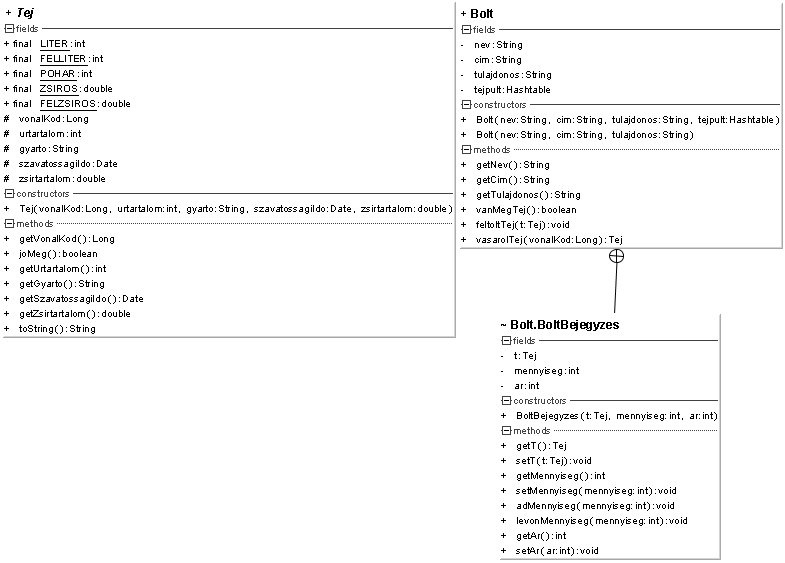 + Tej
fields
+ final LITER:int
+ final FELLITER:int
+ final POHAR:int
+ final ZSIROS:double
+ final FELZSIROS:double
# vonalKod:Long
# urtartalom:int
# gyarto:String
# szavatossagildo:Date
# zsirtartalom:double
constructors
+ Tej(vonalKod:Long, urtartalom:int, gyarto:String, szavatossagildo:Date, zsirtartalom:double)
methods
+ getVonalKod():Long
+ joMeg():boolean
+ getUrtartalom():int
+ getGyarto():String
+ getSzavatossagildo():Date
+ getZsirtartalom():double
+ toString():String
+ Bolt
fields
- nev:String
- cim:String
- tulajdonos:String
- tejpult:Hashtable
constructors
+ Bolt(nev:String, cim:String, tulajdonos:String, tejpult:Hashtable)
+ Bolt(nev:String, cim:String, tulajdonos:String)
methods
+ getNev():String
+ getCim():String
+ getTulajdonos():String
+ vanMegTej():boolean
+ feltoltTej(t:Tej):void
+ vasarolTej(vonalKod:Long):Tej
~ Bolt.BoltBejegyzes
fields
- t:Tej
- mennyiseg:int
- ar:int
constructors
+ BoltBejegyzes(t:Tej, mennyiseg:int, ar:int)
methods
+ getT():Tej
+ setT(t:Tej):void
+ getMennyiseg():int
+ setMennyiseg(mennyiseg:int):void
+ adMennyiseg(mennyiseg:int):void
+ levonMennyiseg(mennyiseg:int):void
+ getAr():int
+ setAr(ar:int):void